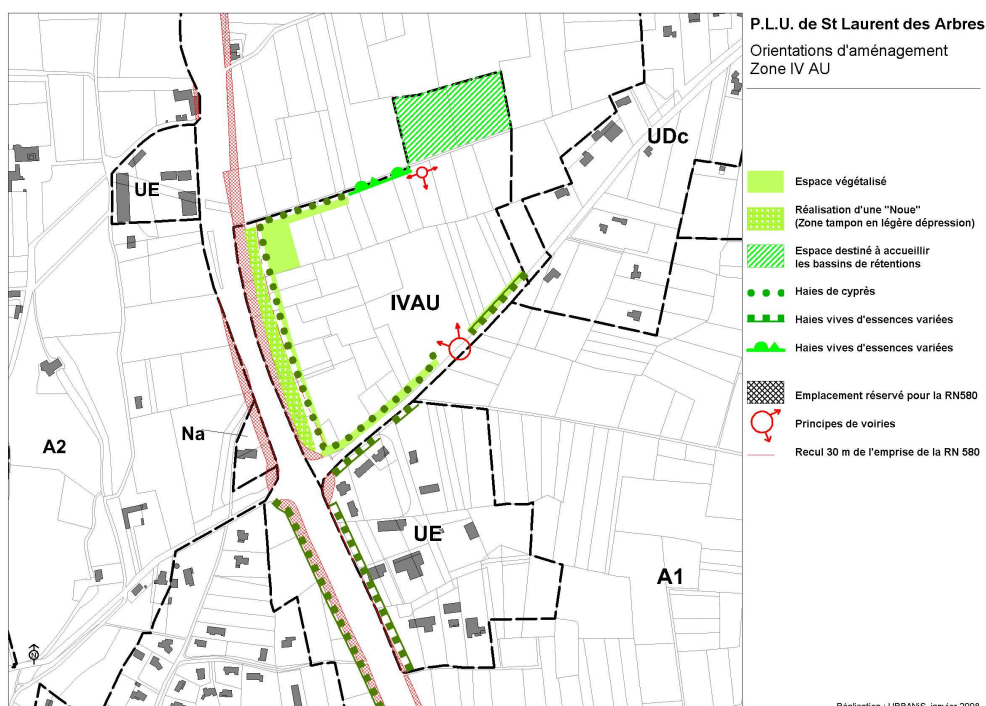 P.L.U. de St Laurent des Arbres
Orientations d'aménagement
Zone IV AU
UDc
UE
IVAU
Na
A2
UE
A1
N
Espace végétalisé
Réalisation d'une "Noue"
(Zone tampon en légère dépression)
Espace destiné à accueillir
les bassins de rétentions
Haies de cyprès
Haies vives d'essences variées
Haies vives d'essences variées
Emplacement réservé pour la RN580
Principes de voiries
Recul 30 m de l'emprise de la RN 580
Réalisation : URBANiS, janvier 2008